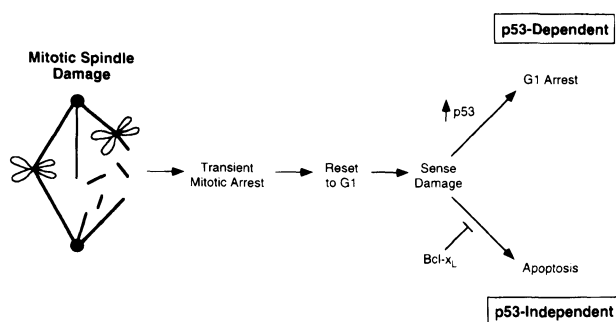 p53-Dependent
Mitotic Spindle
Damage
G1 Arrest
p53
Transient
Mitotic Arrest
Reset
to G1
Sense
Damage
Bcl-xL
Apoptosis
p53-Independent